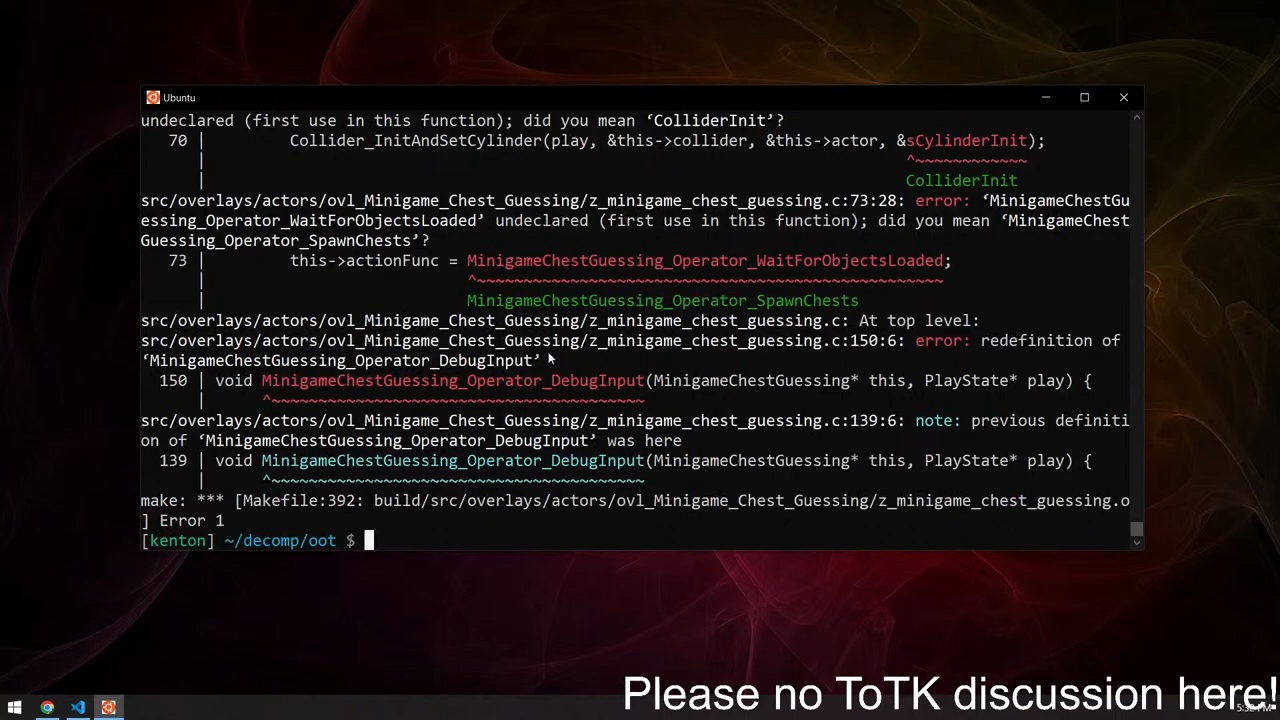 Ubuntu
undeclared (first use in this function); did you mean ‘ColliderInit’?
70 | Collider_InitAndSetCylinder(play, &this->collider, &this->actor, &sCylinderInit);
| ^~~~~~~~~~~~~
| ColliderInit
src/overlays/actors/ovl_Minigame_Chest_Guessing/z_minigame_chest_guessing.c:73:28: error: ‘MinigameChestGu
essing_Operator_WaitForObjectsLoaded’ undeclared (first use in this function); did you mean ‘MinigameChest
Guessing_Operator_SpawnChests’?
73 | this->actionFunc = MinigameChestGuessing_Operator_WaitForObjectsLoaded;
| ^~~~~~~~~~~~~~~~~~~~~~~~~~~~~~~~~~~~~~~~~~~~~~~~~~~
| MinigameChestGuessing_Operator_SpawnChests
src/overlays/actors/ovl_Minigame_Chest_Guessing/z_minigame_chest_guessing.c: At top level:
src/overlays/actors/ovl_Minigame_Chest_Guessing/z_minigame_chest_guessing.c:150:6: error: redefinition of
‘MinigameChestGuessing_Operator_DebugInput’
150 | void MinigameChestGuessing_Operator_DebugInput(MinigameChestGuessing* this, PlayState* play) {
| ^~~~~~~~~~~~~~~~~~~~~~~~~~~~~~~~~~~~~~~~~
src/overlays/actors/ovl_Minigame_Chest_Guessing/z_minigame_chest_guessing.c:139:6: note: previous definiti
on of ‘MinigameChestGuessing_Operator_DebugInput’ was here
139 | void MinigameChestGuessing_Operator_DebugInput(MinigameChestGuessing* this, PlayState* play) {
| ^~~~~~~~~~~~~~~~~~~~~~~~~~~~~~~~~~~~~~~~~
make: *** [Makefile:392: build/src/overlays/actors/ovl_Minigame_Chest_Guessing/z_minigame_chest_guessing.o
] Error 1
[kenton] ~/decomp/oot $
Please no ToTK discussion here!